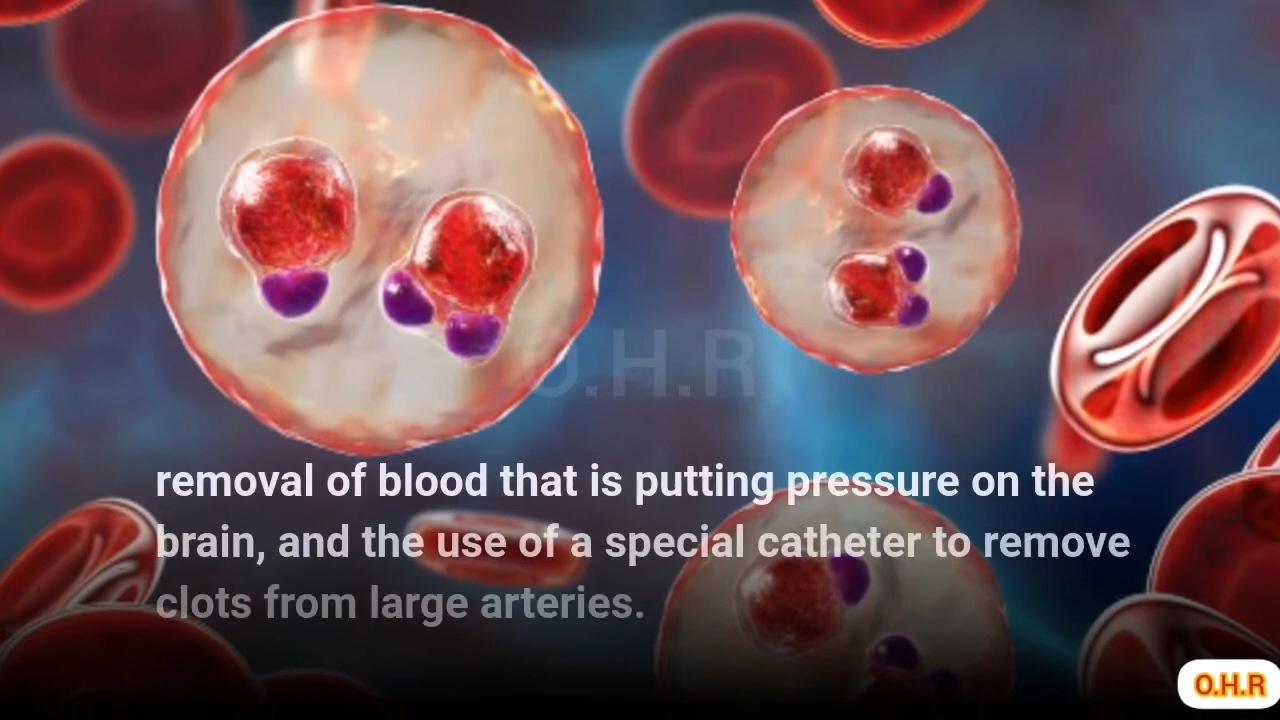 O.H.R
removal of blood that is putting pressure on the
brain, and the use of a special catheter to remove
clots from large arteries.
O.H.R